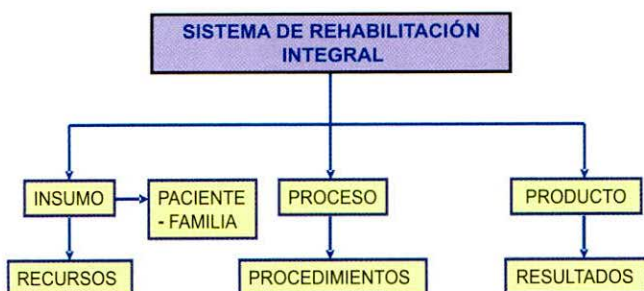 SISTEMA DE REHABILITACIÓN
INTEGRAL
INSUMO
PACIENTE
- FAMILIA
PROCESO
PRODUCTO
RECURSOS
PROCEDIMIENTOS
RESULTADOS